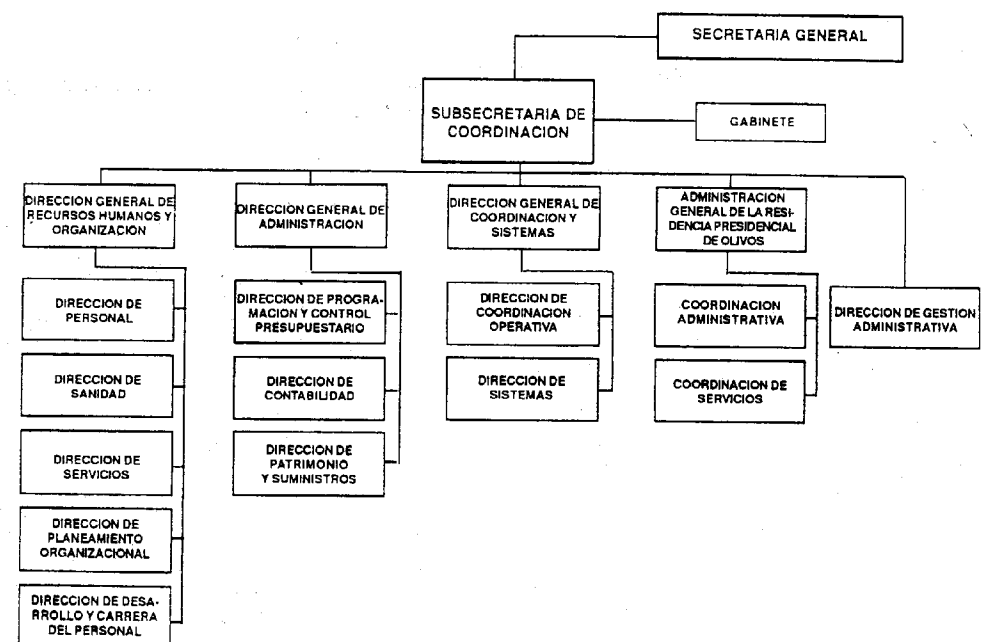 SECRETARIA GENERAL
SUBSECRETARIA DE
COORDINACION
GABINETE
DIRECCION GENERAL DE
RECURSOS HUMANOS Y
ORGANIZACIÓN
DIRECCION GENERAL DE
ADMINISTRACION
DIRECCION GENERAL DE
COORDINACION Y
SISTEMAS
ADMINISTRACION
GENERAL DE LA RESI-
DENCIA PRESIDENCIAL
DE OLIVOS
DIRECCION DE
PERSONAL
DIRECCION DE PROGRA-
MACION Y CONTROL
PRESUPUESTARIO
DIRECCION DE
COORDINACION
OPERATIVA
COORDINACION
ADMINISTRATIVA
DIRECCION DE GESTION
ADMINISTRATIVA
DIRECCION DE
SANIDAD
DIRECCION DE
CONTABILIDAD
DIRECCION DE
SISTEMAS
COORDINACION DE
SERVICIOS
DIRECCION DE
SERVICIOS
DIRECCION DE
PATRIMONIO
Y SUMINISTROS
DIRECCION DE
PLANEAMIENTO
ORGANIZACIONAL
DIRECCION DE DESA-
RROLLO Y CARRERA
DEL PERSONAL